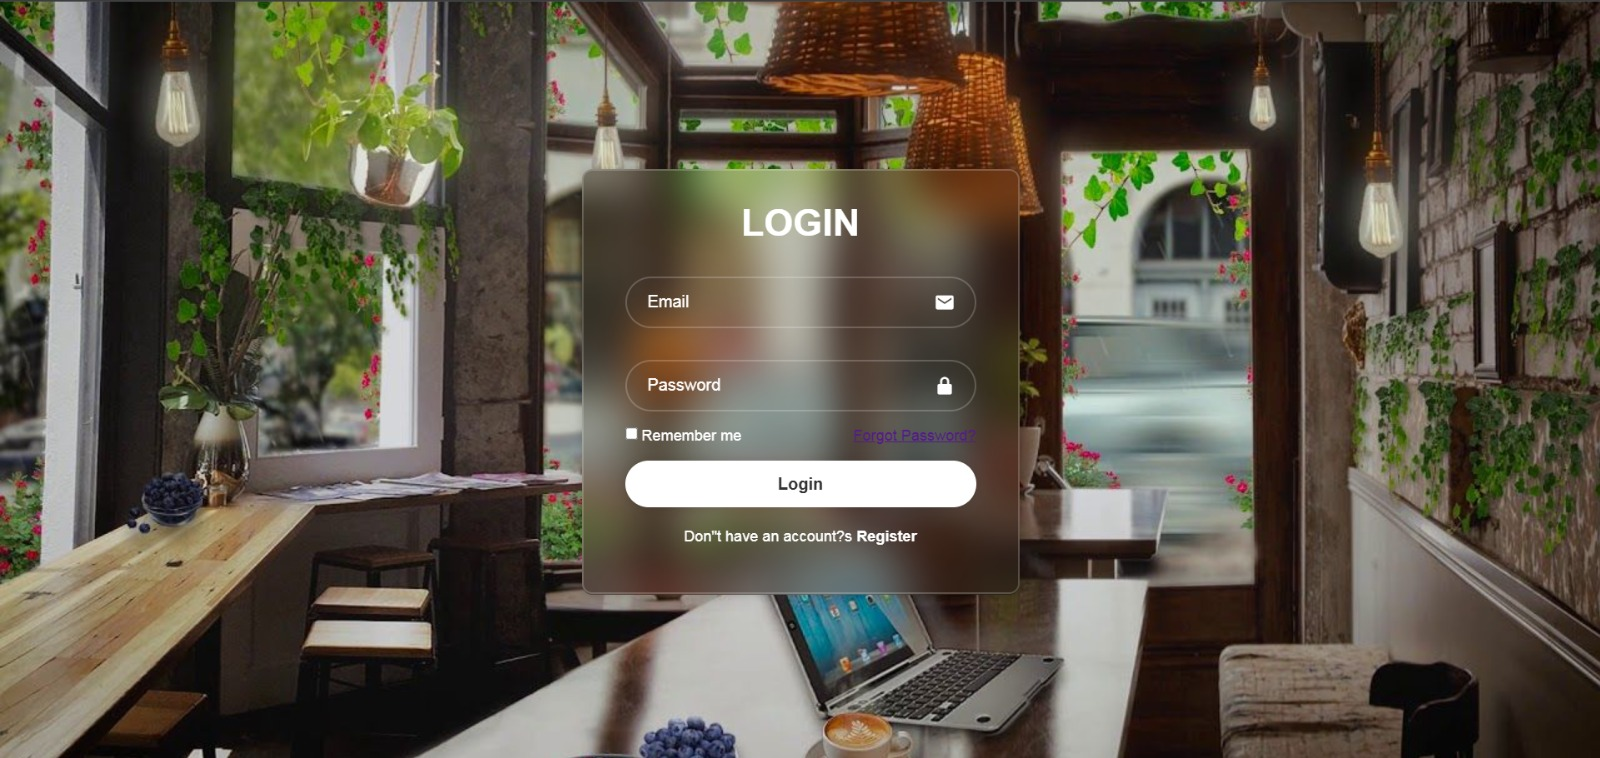 LOGIN
Email
Password
Remember me Forgot Password?
Login
Don"t have an account?s Register